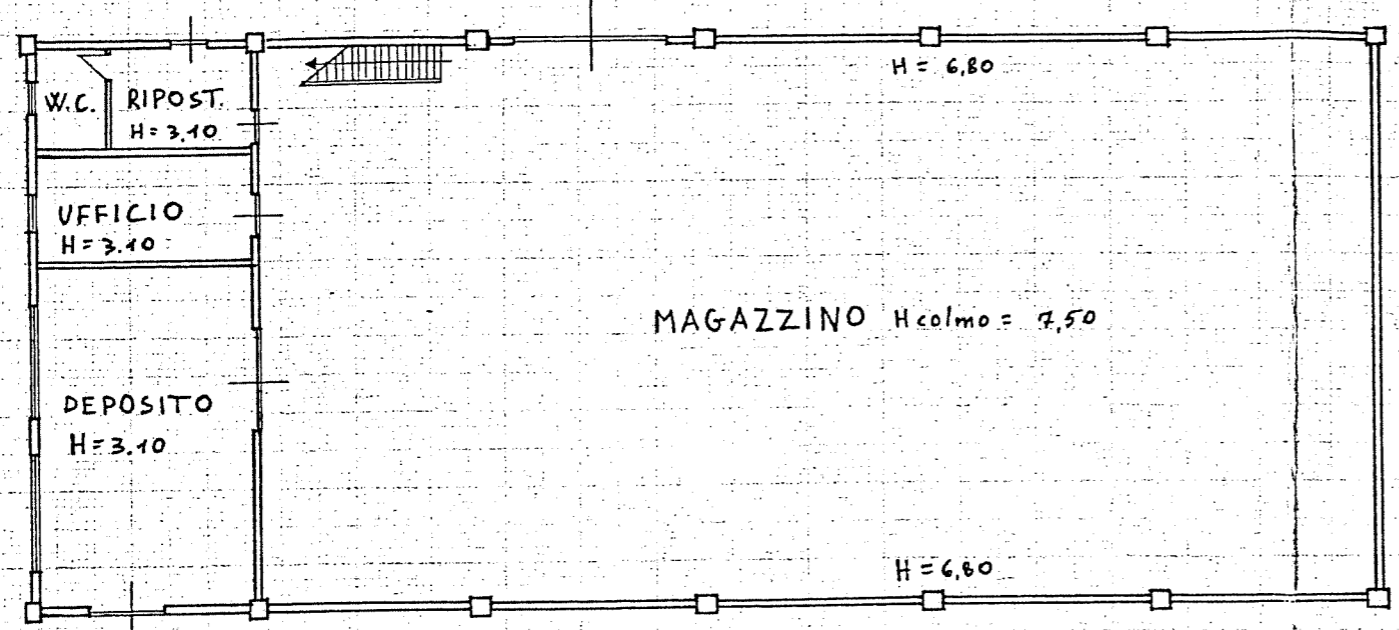 H = 6,80
W.C.
RIPOST.
H = 3.10
UFFICIO
H = 3.10
MAGAZZINO H colmo = 7,50
DEPOSITO
H = 3.10
H = 6,80